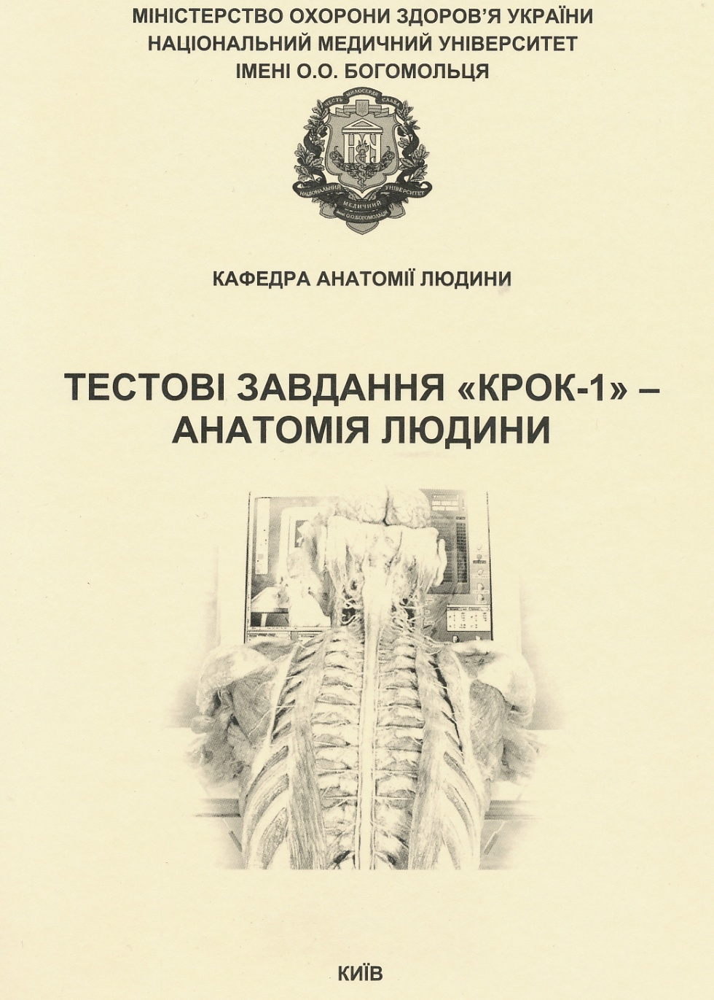 МІНІСТЕРСТВО ОХОРОНИ ЗДОРОВ’Я УКРАЇНИ
НАЦІОНАЛЬНИЙ МЕДИЧНИЙ УНІВЕРСИТЕТ
ІМЕНІ О.О. БОГОМОЛЬЦЯ
ЧЕСТЬ МИЛОСЕРДЯ СЛАВА
НМУ
НАЦІОНАЛЬНИЙ УНІВЕРСИТЕТ
МЕДИЧНИЙ
імені О.О.БОГОМОЛЬЦЯ
КАФЕДРА АНАТОМІЇ ЛЮДИНИ
ТЕСТОВІ ЗАВДАННЯ «КРОК-1» –
АНАТОМІЯ ЛЮДИНИ
КИЇВ